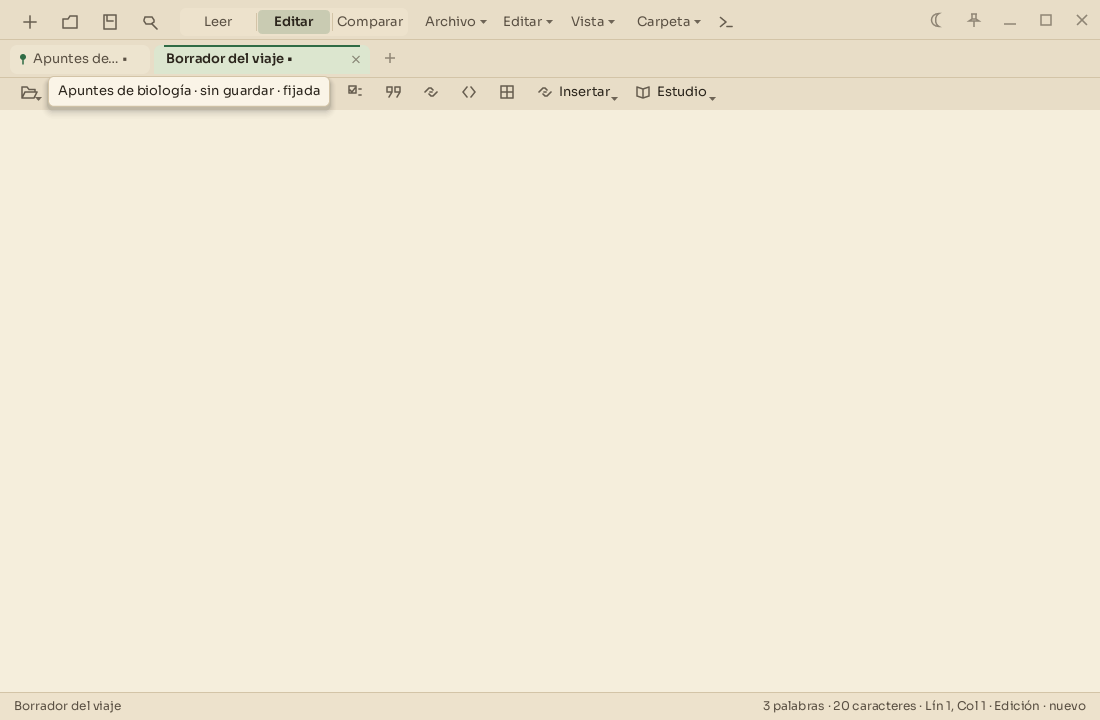 Leer Editar Comparar Archivo Editar Vista Carpeta
Apuntes de... • Borrador del viaje •
Apuntes de biología · sin guardar · fijada
Insertar Estudio
Borrador del viaje 3 palabras · 20 caracteres · Lín 1, Col 1 · Edición · nuevo